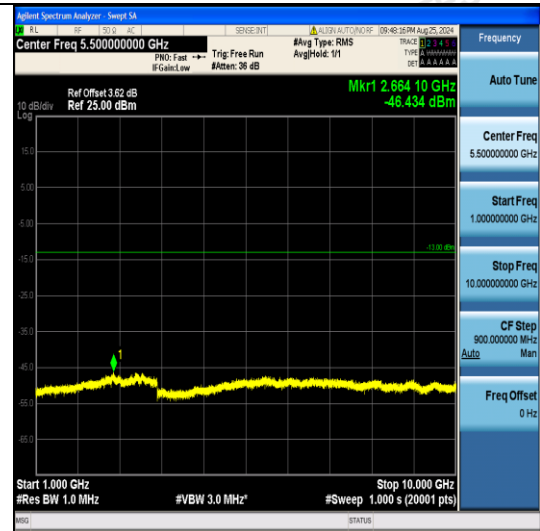 Agilent Spectrum Analyzer - Swept SA
RL RF 50 Ω AC SENSE:INT ALIGN AUTO/NO RF 09:48:16 PM Aug 25, 2024
Center Freq 5.500000000 GHz
PNO: Fast
IFGain:Low
Trig: Free Run
#Atten: 36 dB
#Avg Type: RMS
Avg|Hold: 1/1
TRACE 1 2 3 4 5 6
TYPE A
DET A A A A A A
Frequency
Auto Tune
Center Freq
5.500000000 GHz
Start Freq
1.000000000 GHz
Stop Freq
10.000000000 GHz
CF Step
900.000000 MHz
Auto Man
Freq Offset
0 Hz
Mkr1 2.664 10 GHz
-46.434 dBm
Ref Offset 3.62 dB
10 dB/div Ref 25.00 dBm
Log
15.0
5.00
-5.00
-13.00 dBm
-15.0
-25.0
-35.0
1
-45.0
-55.0
-65.0
Start 1.000 GHz Stop 10.000 GHz
#Res BW 1.0 MHz #VBW 3.0 MHz* #Sweep 1.000 s (20001 pts)
MSG STATUS